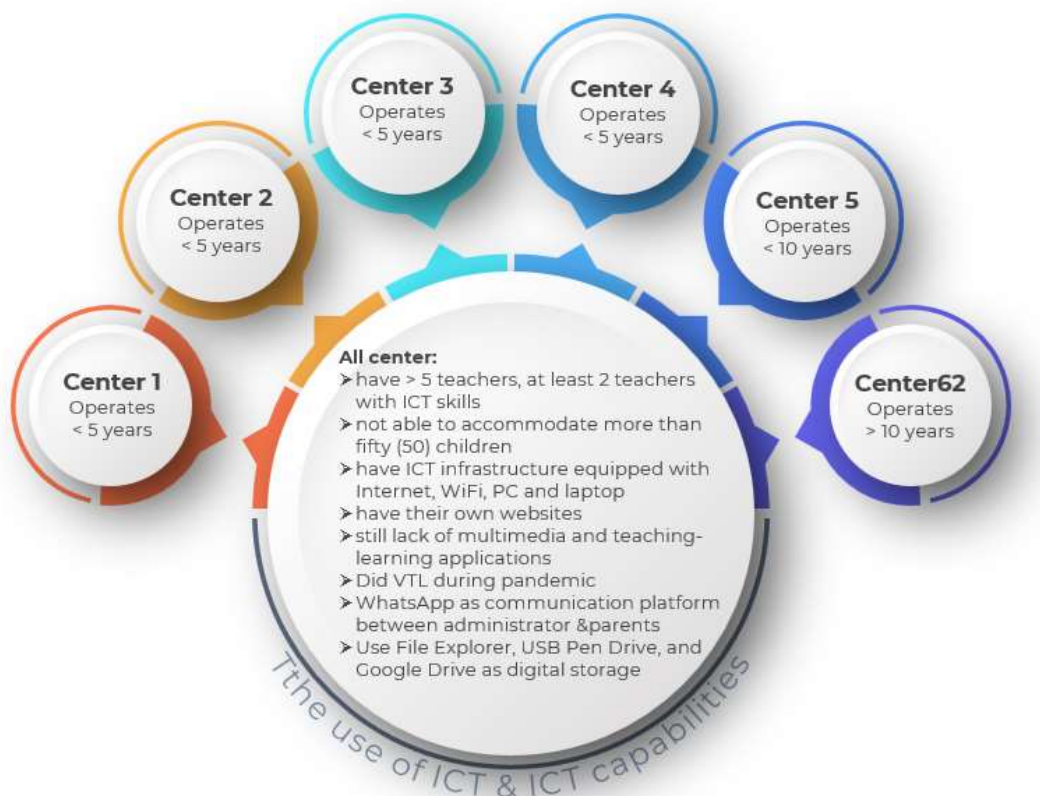 Center 1
Operates
< 5 years
Center 2
Operates
< 5 years
Center 3
Operates
< 5 years
Center 4
Operates
< 5 years
Center 5
Operates
< 10 years
Center62
Operates
> 10 years
All center:
➢have > 5 teachers, at least 2 teachers
with ICT skills
➢not able to accommodate more than
fifty (50) children
➢have ICT infrastructure equipped with
Internet, WiFi, PC and laptop
➢have their own websites
➢still lack of multimedia and teaching-
learning applications
➢Did VTL during pandemic
➢WhatsApp as communication platform
between administrator &parents
➢Use File Explorer, USB Pen Drive, and
Google Drive as digital storage
Tthe use of ICT & ICT capabilities